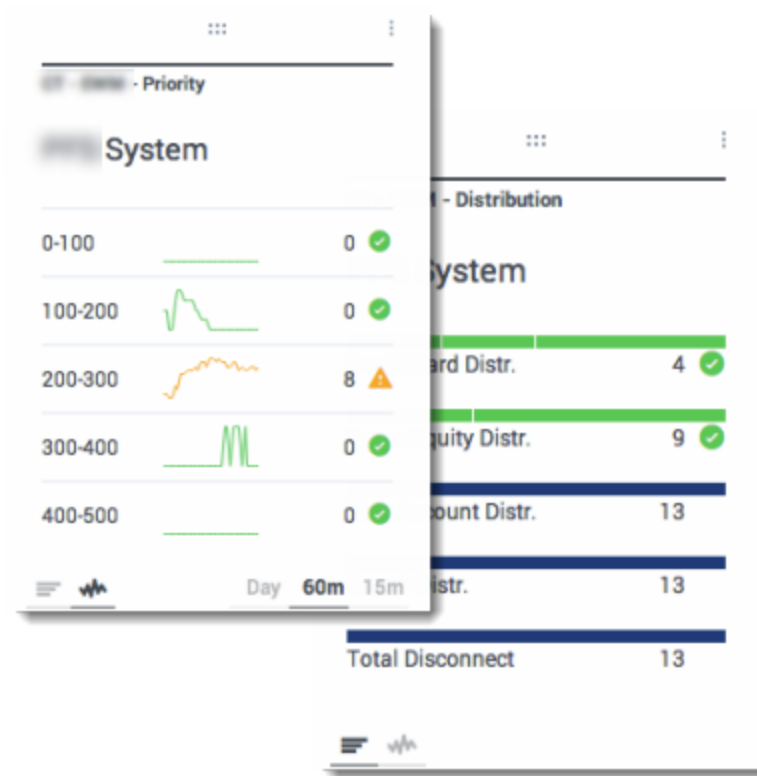 - Priority
System
0-100 0
100-200 0
200-300 8
300-400 0
400-500 0
Day 60m 15m
- Distribution
System
Distr. 4
Distr. 9
Distr. 13
13
Total Disconnect 13